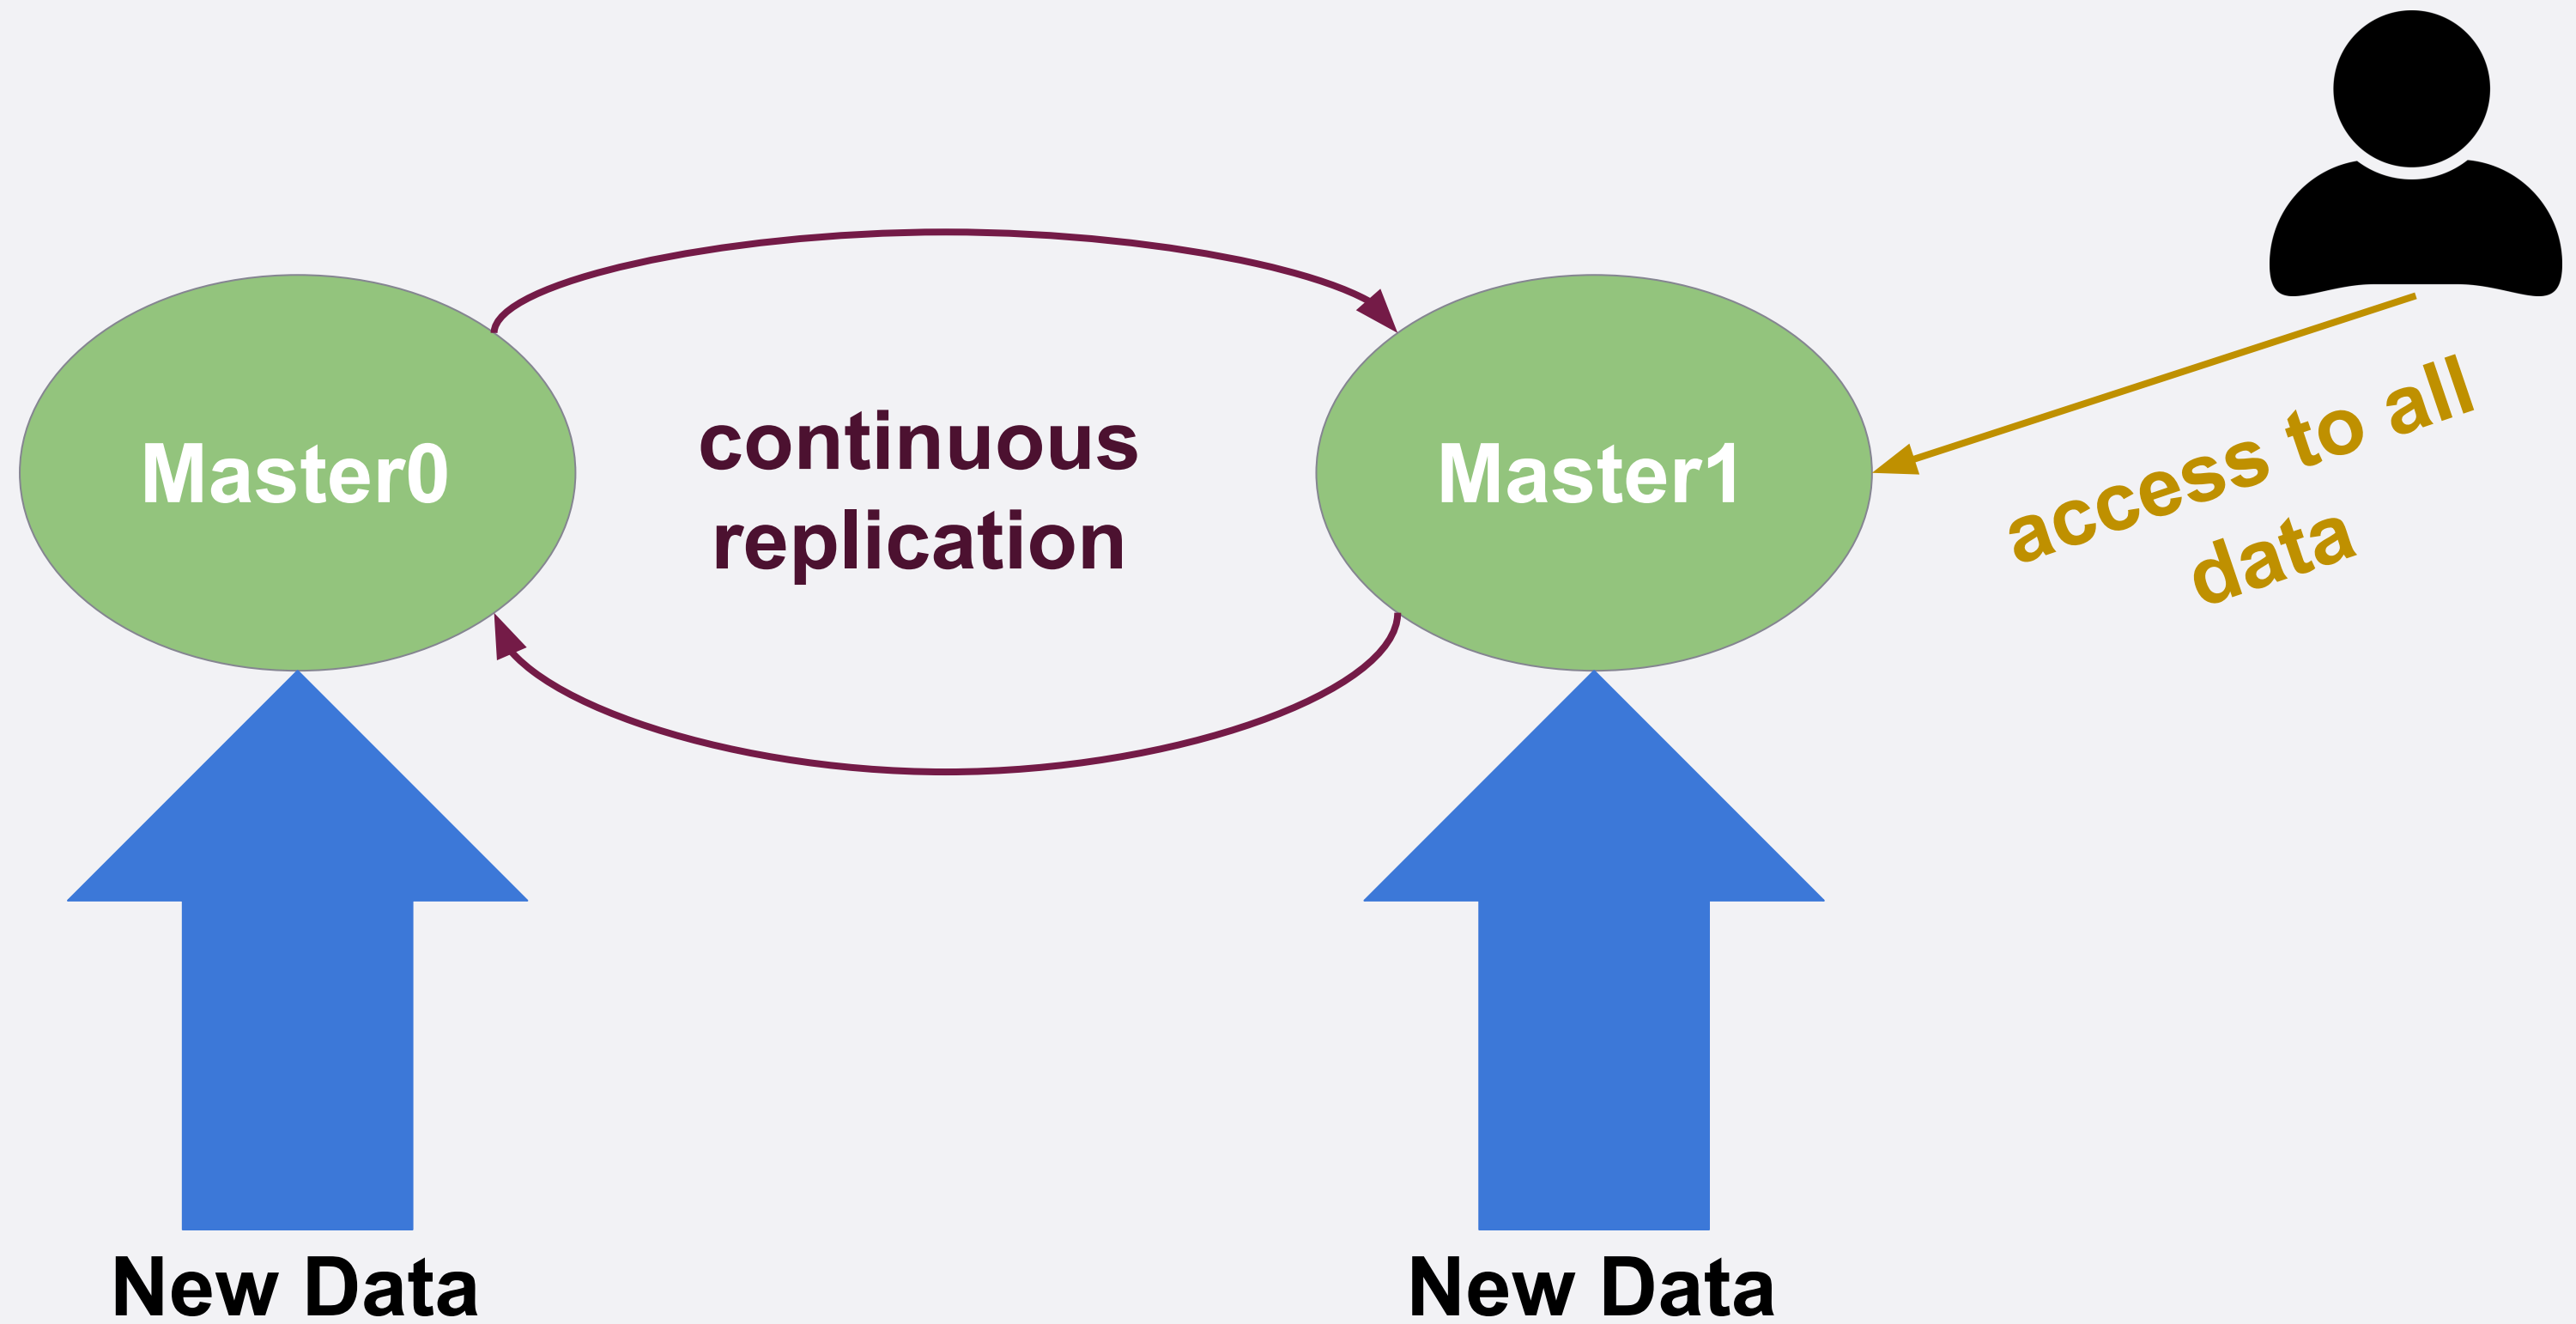 Master0
continuous
replication
Master1
access to all
data
New Data
New Data